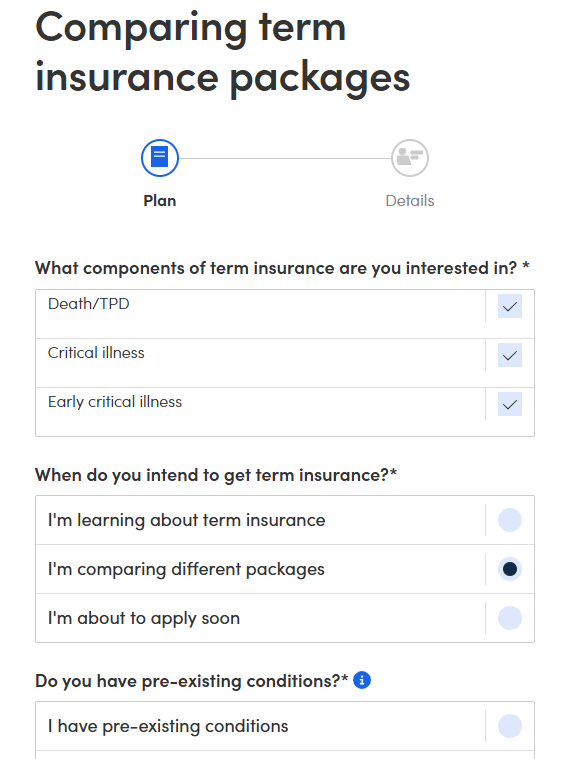 Comparing term
insurance packages
Plan
Details
What components of term insurance are you interested in? *
Death/TPD
Critical illness
Early critical illness
When do you intend to get term insurance?*
I'm learning about term insurance
I'm comparing different packages
I'm about to apply soon
Do you have pre-existing conditions?*
I have pre-existing conditions